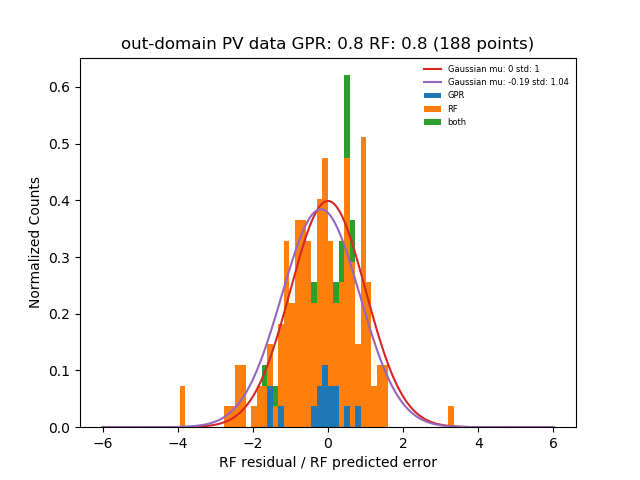 out-domain PV data GPR: 0.8 RF: 0.8 (188 points)
Gaussian mu: 0 std: 1
Gaussian mu: -0.19 std: 1.04
GPR
RF
both
Normalized Counts
0.6
0.5
0.4
0.3
0.2
0.1
0.0
−6 −4 −2 0 2 4 6
RF residual / RF predicted error